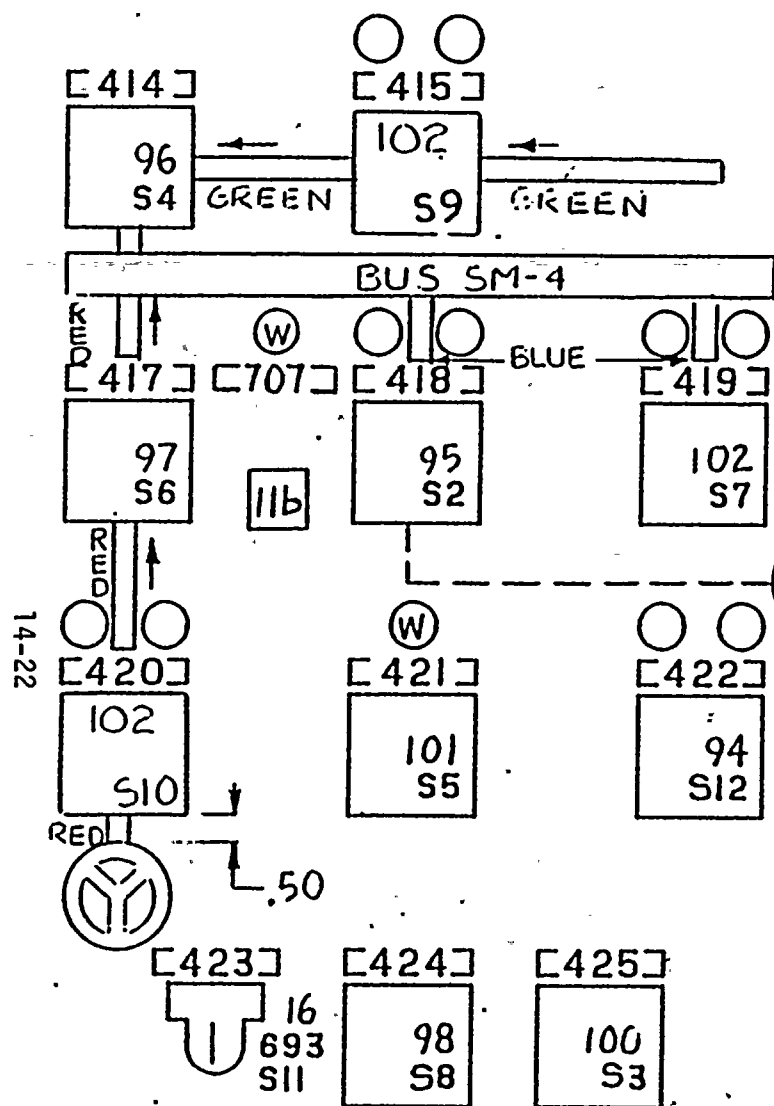 [414] [415]
96
S4
102
S9
GREEN GREEN
BUS SM-4
RED
W
[417] [707] [418] BLUE [419]
97
S6
11b
95
S2
102
S7
RED
14-22
W
[420] [421] [422]
102
S10
101
S5
94
S12
RED
.50
[423] [424] [425]
16
693
S11
98
S8
100
S3